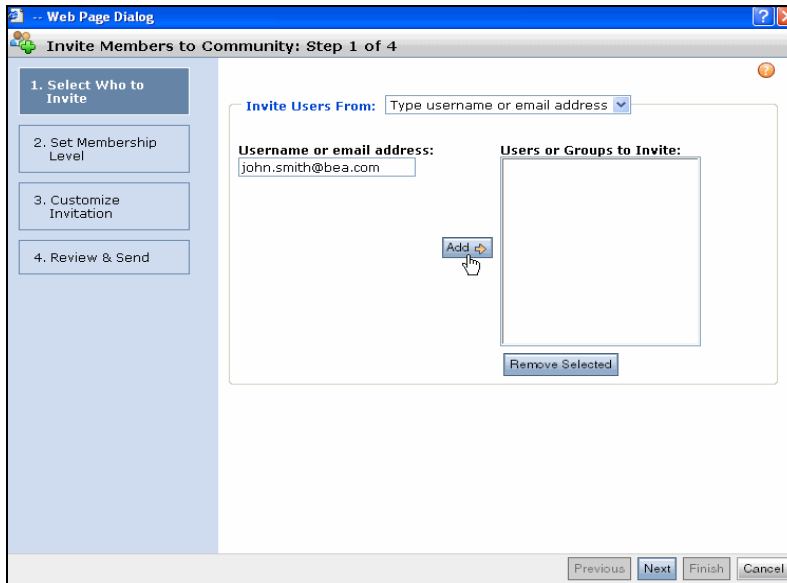 -- Web Page Dialog
Invite Members to Community: Step 1 of 4
1. Select Who to
Invite
2. Set Membership
Level
3. Customize
Invitation
4. Review & Send
Invite Users From: Type username or email address
Username or email address:
john.smith@bea.com
Users or Groups to Invite:
Add
Remove Selected
Previous Next Finish Cancel